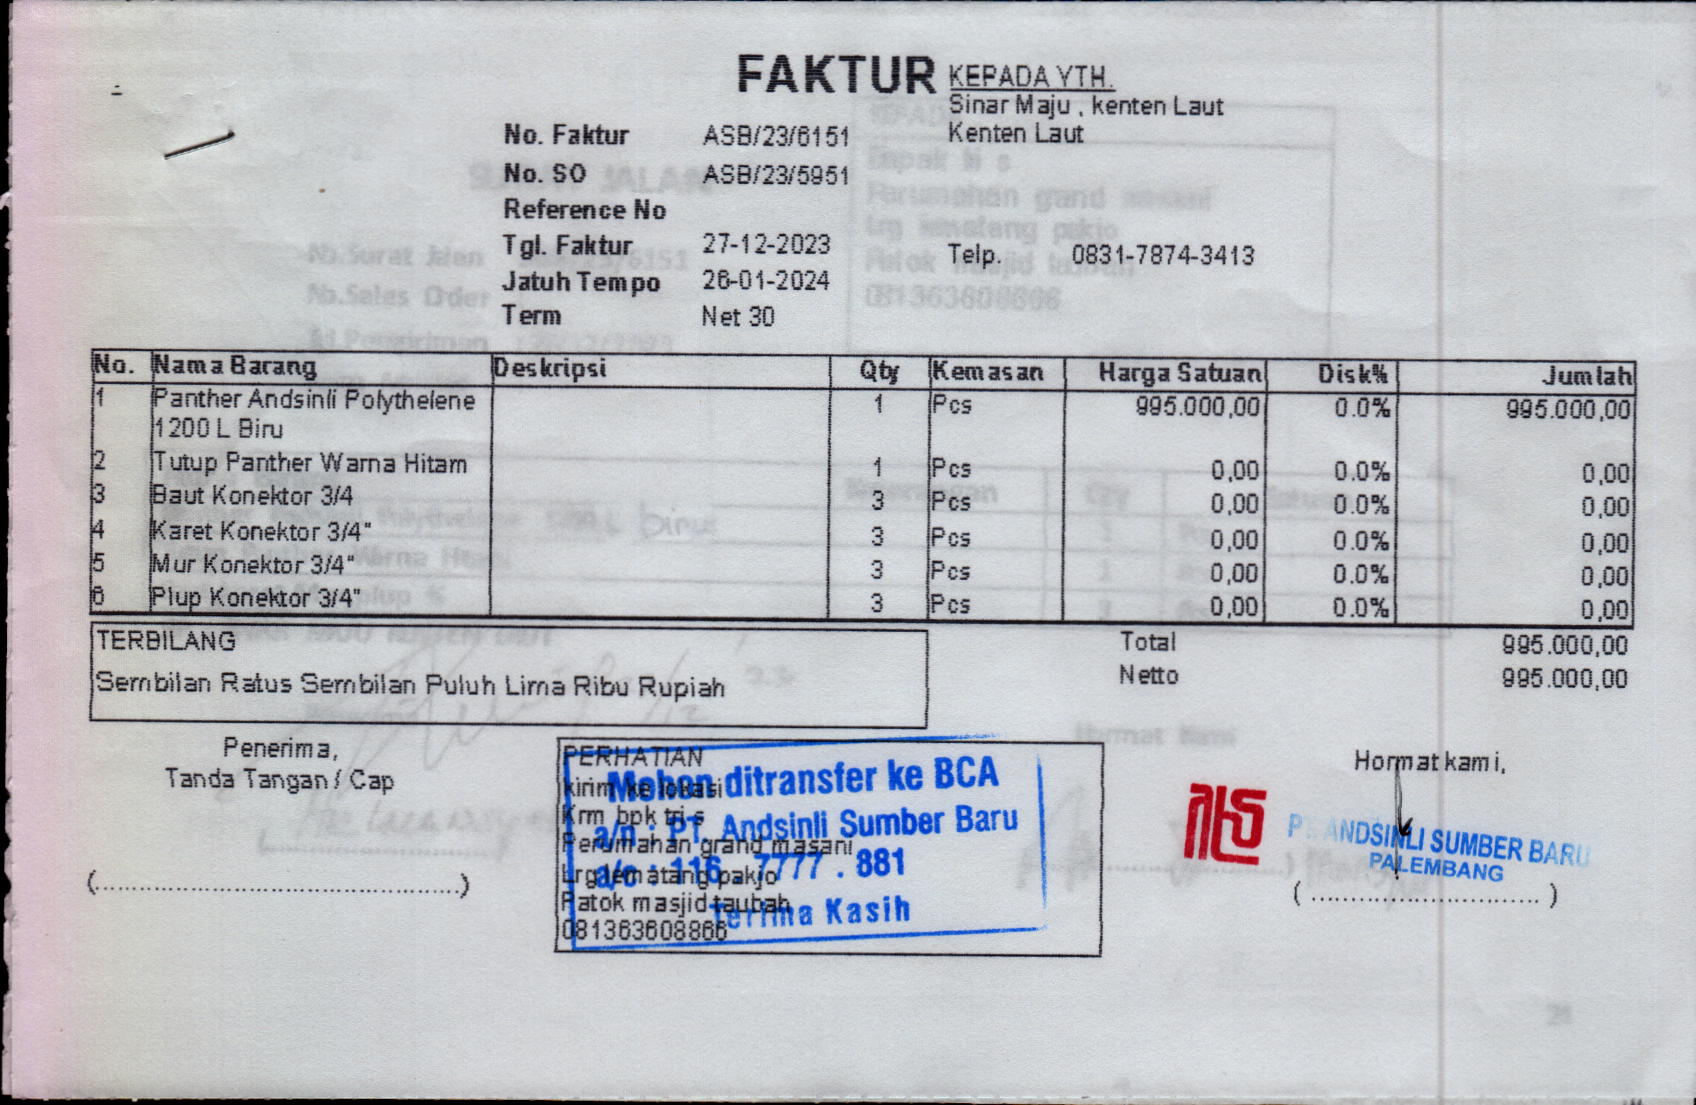 FAKTUR
KEPADA YTH.
Sinar Maju , kenten Laut
Kenten Laut
No. Faktur ASB/23/6151
No. SO ASB/23/5951
Reference No
Tgl. Faktur 27-12-2023
Telp. 0831-7874-3413
Jatuh Tempo 26-01-2024
Term Net 30
No. Nama Barang Deskripsi Qty Kemasan Harga Satuan Disk% Jumlah
1 Panther Andsinli Polythelene 1 Pcs 995.000,00 0.0% 995.000,00
1200 L Biru
2 Tutup Panther Warna Hitam 1 Pcs 0,00 0.0% 0,00
3 Baut Konektor 3/4 3 Pcs 0,00 0.0% 0,00
4 Karet Konektor 3/4" 3 Pcs 0,00 0.0% 0,00
5 Mur Konektor 3/4" 3 Pcs 0,00 0.0% 0,00
6 Plup Konektor 3/4" 3 Pcs 0,00 0.0% 0,00
TERBILANG
Sembilan Ratus Sembilan Puluh Lima Ribu Rupiah
Total 995.000,00
Netto 995.000,00
Penerima,
Tanda Tangan / Cap
(..............................................)
PERHATIAN
kirim ke lokasi
Krm bpk tri s
Perumahan grand masani
Lrg lematang pakjo
Patok masjid taubah
081363608866
Mohon ditransfer ke BCA
a/n : PT. Andsinli Sumber Baru
a/c : 116 . 7777 . 881
Terima Kasih
Hormat kami,
PT. ANDSINLI SUMBER BARU
PALEMBANG
( ............................. )